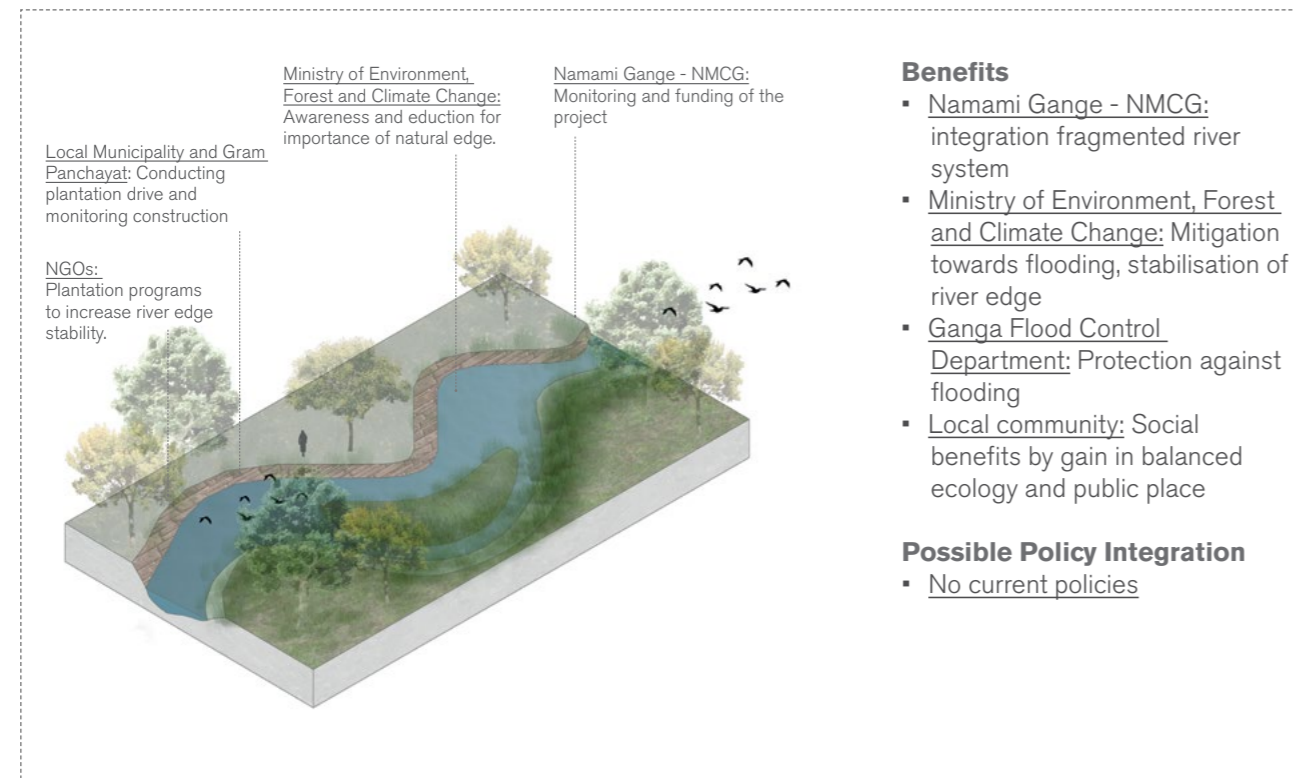 Ministry of Environment,
Forest and Climate Change:
Awareness and eduction for
importance of natural edge.
Namami Gange - NMCG:
Monitoring and funding of the
project
Local Municipality and Gram
Panchayat: Conducting
plantation drive and
monitoring construction
NGOs:
Plantation programs
to increase river edge
stability.
Benefits
▪ Namami Gange - NMCG:
integration fragmented river
system
▪ Ministry of Environment, Forest
and Climate Change: Mitigation
towards flooding, stabilisation of
river edge
▪ Ganga Flood Control
Department: Protection against
flooding
▪ Local community: Social
benefits by gain in balanced
ecology and public place
Possible Policy Integration
▪ No current policies